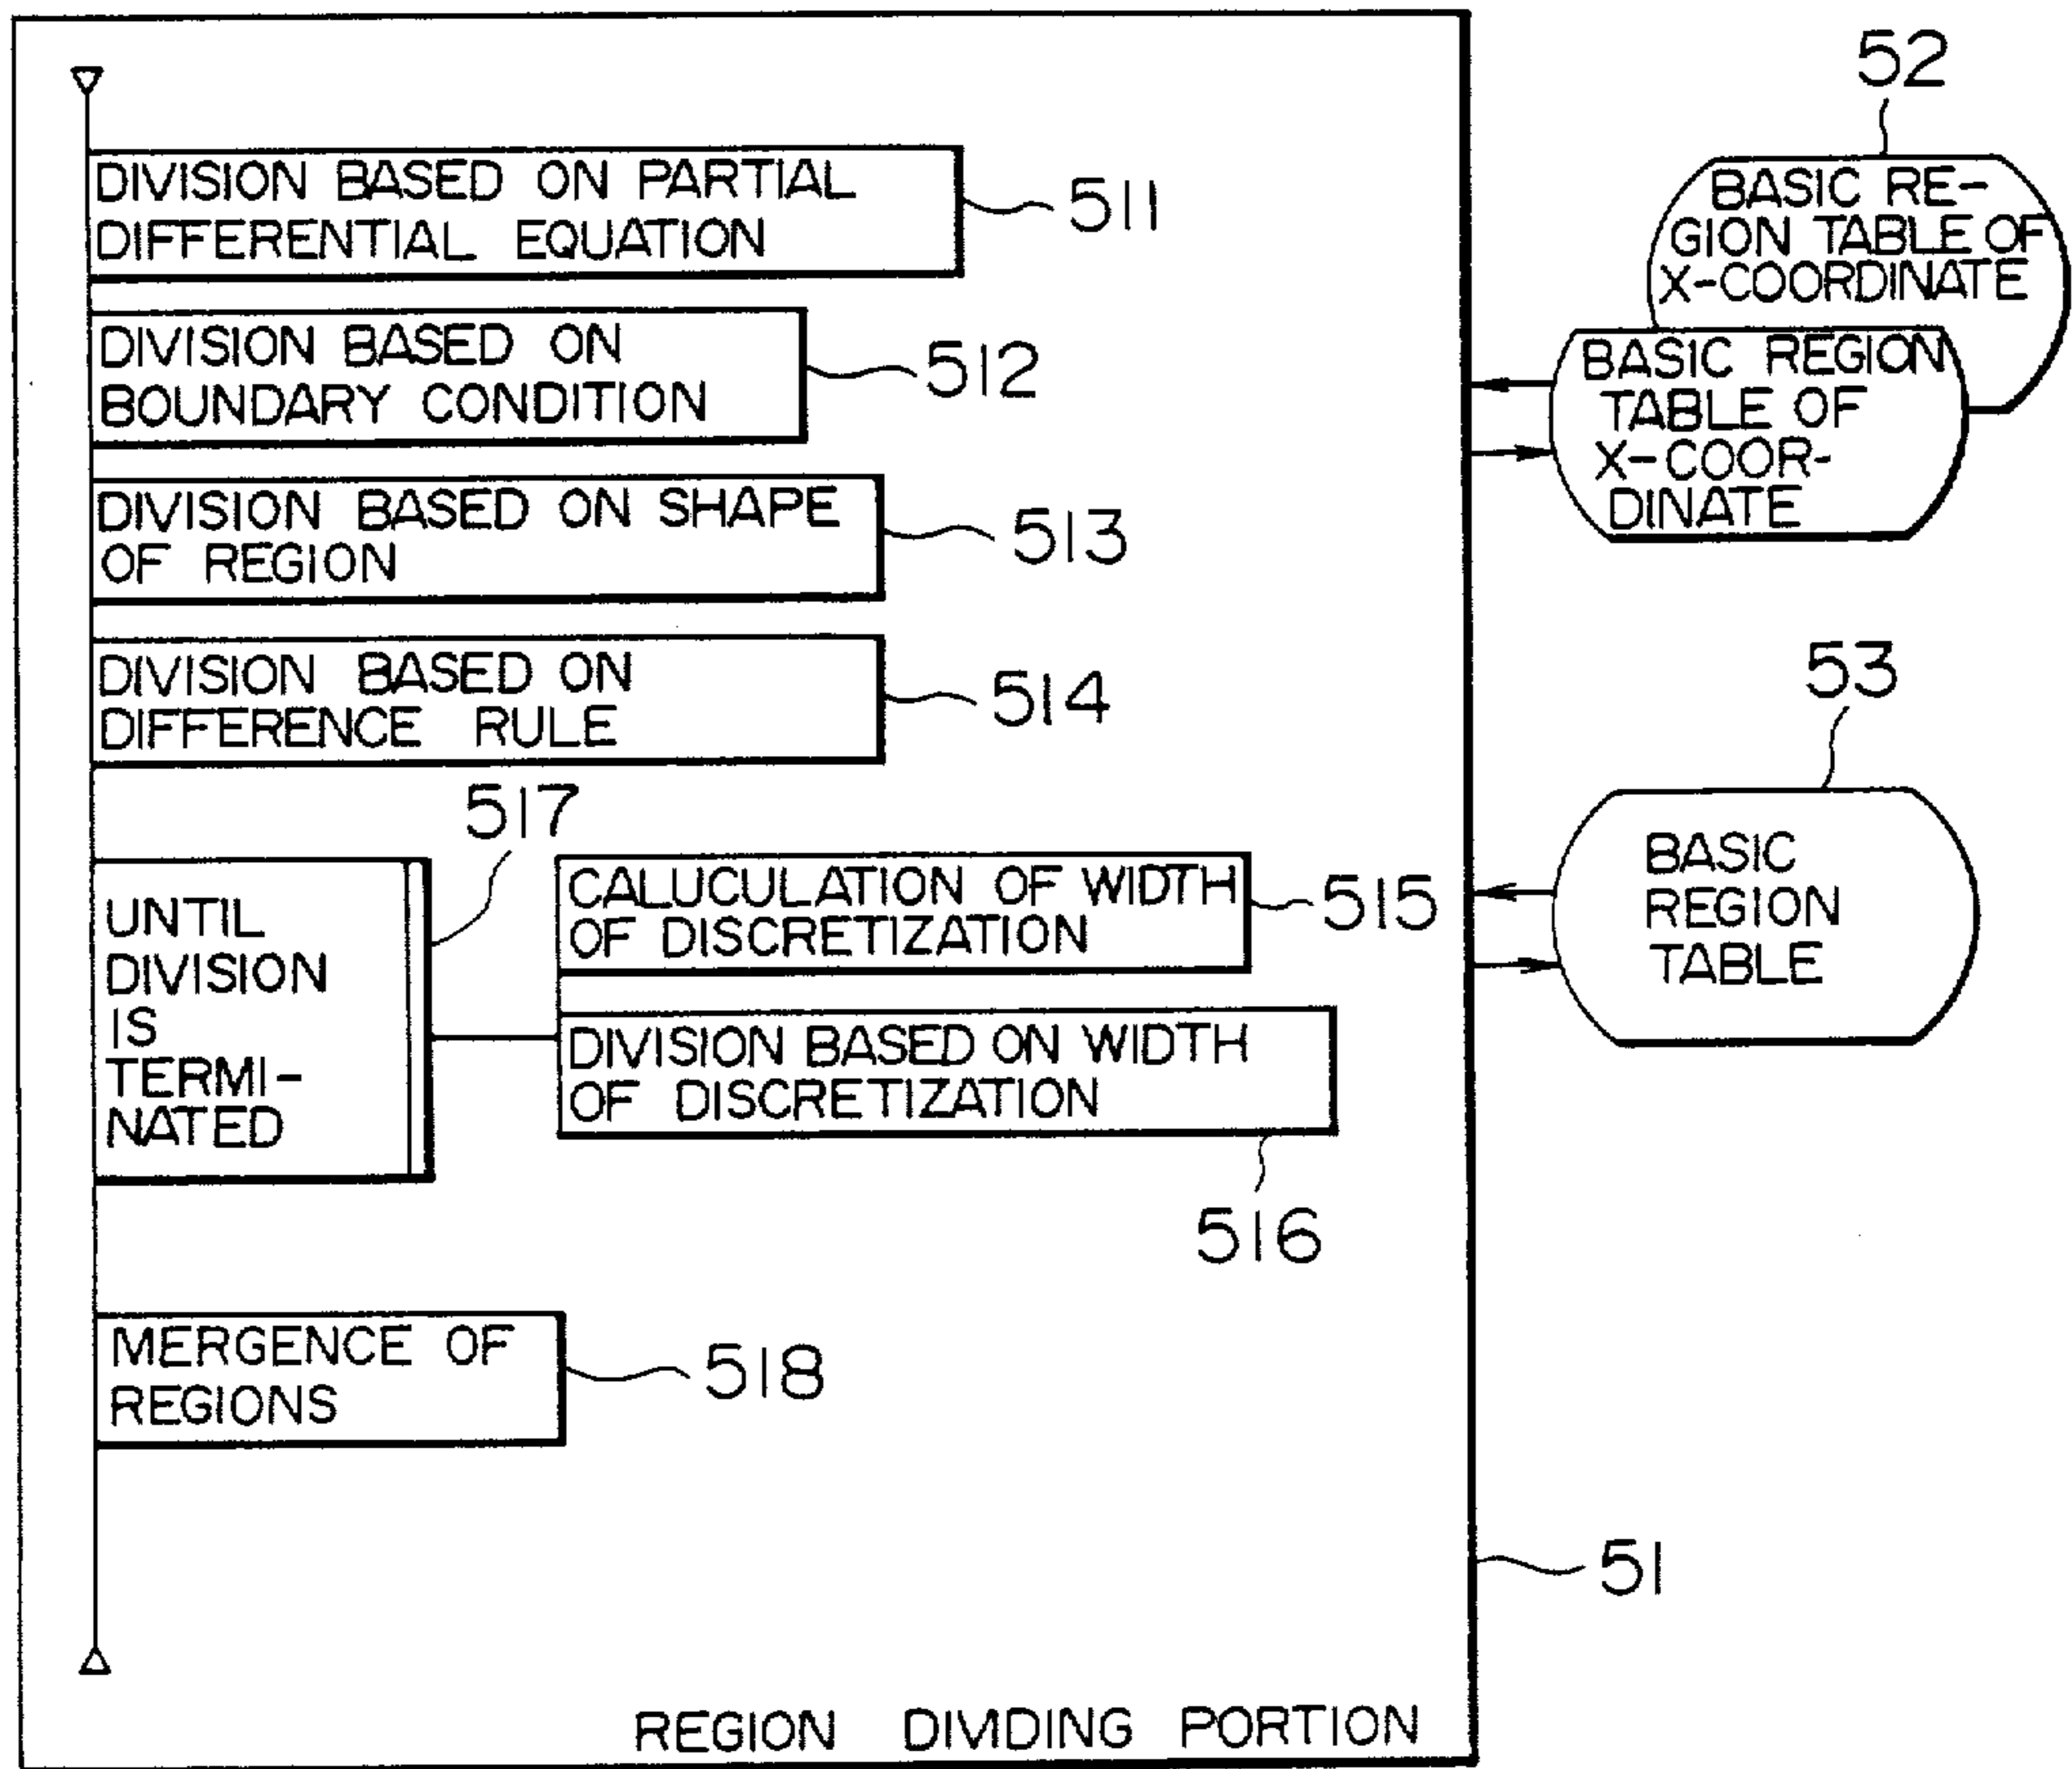 DIVISION BASED ON PARTIAL
DIFFERENTIAL EQUATION
511
DIVISION BASED ON
BOUNDARY CONDITION
512
DIVISION BASED ON SHAPE
OF REGION
513
DIVISION BASED ON
DIFFERENCE RULE
514
517
UNTIL
DIVISION
IS
TERMI-
NATED
CALUCULATION OF WIDTH
OF DISCRETIZATION
515
DIVISION BASED ON WIDTH
OF DISCRETIZATION
516
MERGENCE OF
REGIONS
518
REGION DIVIDING PORTION
51
52
BASIC RE-
GION TABLE OF
X-COORDINATE
BASIC REGION
TABLE OF
X-COOR-
DINATE
53
BASIC
REGION
TABLE